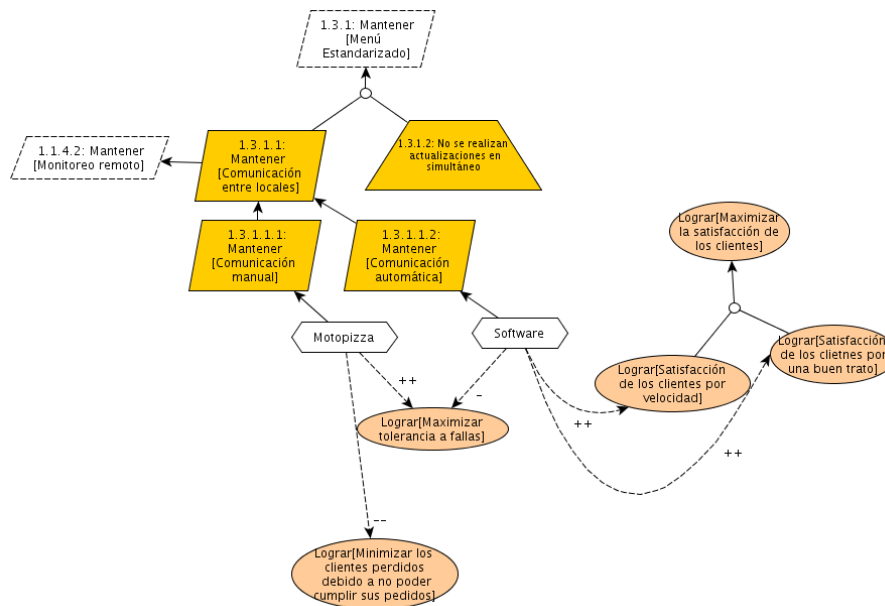 1.3.1: Mantener
[Menú
Estandarizado]
1.1.4.2: Mantener
[Monitoreo remoto]
1.3.1.1:
Mantener
[Comunicación
entre locales]
1.3.1.2: No se realizan
actualizaciones en
simultáneo
1.3.1.1.1:
Mantener
[Comunicación
manual]
1.3.1.1.2:
Mantener
[Comunicación
automática]
Lograr[Maximizar
la satisfacción de
los clientes]
Motopizza
Software
Lograr[Satisfacción
de los clietnes por
una buen trato]
Lograr[Satisfacción
de los clientes por
velocidad]
++
-
Lograr[Maximizar
tolerancia a fallas]
++
++
--
Lograr[Minimizar los
clientes perdidos
debido a no poder
cumplir sus pedidos]